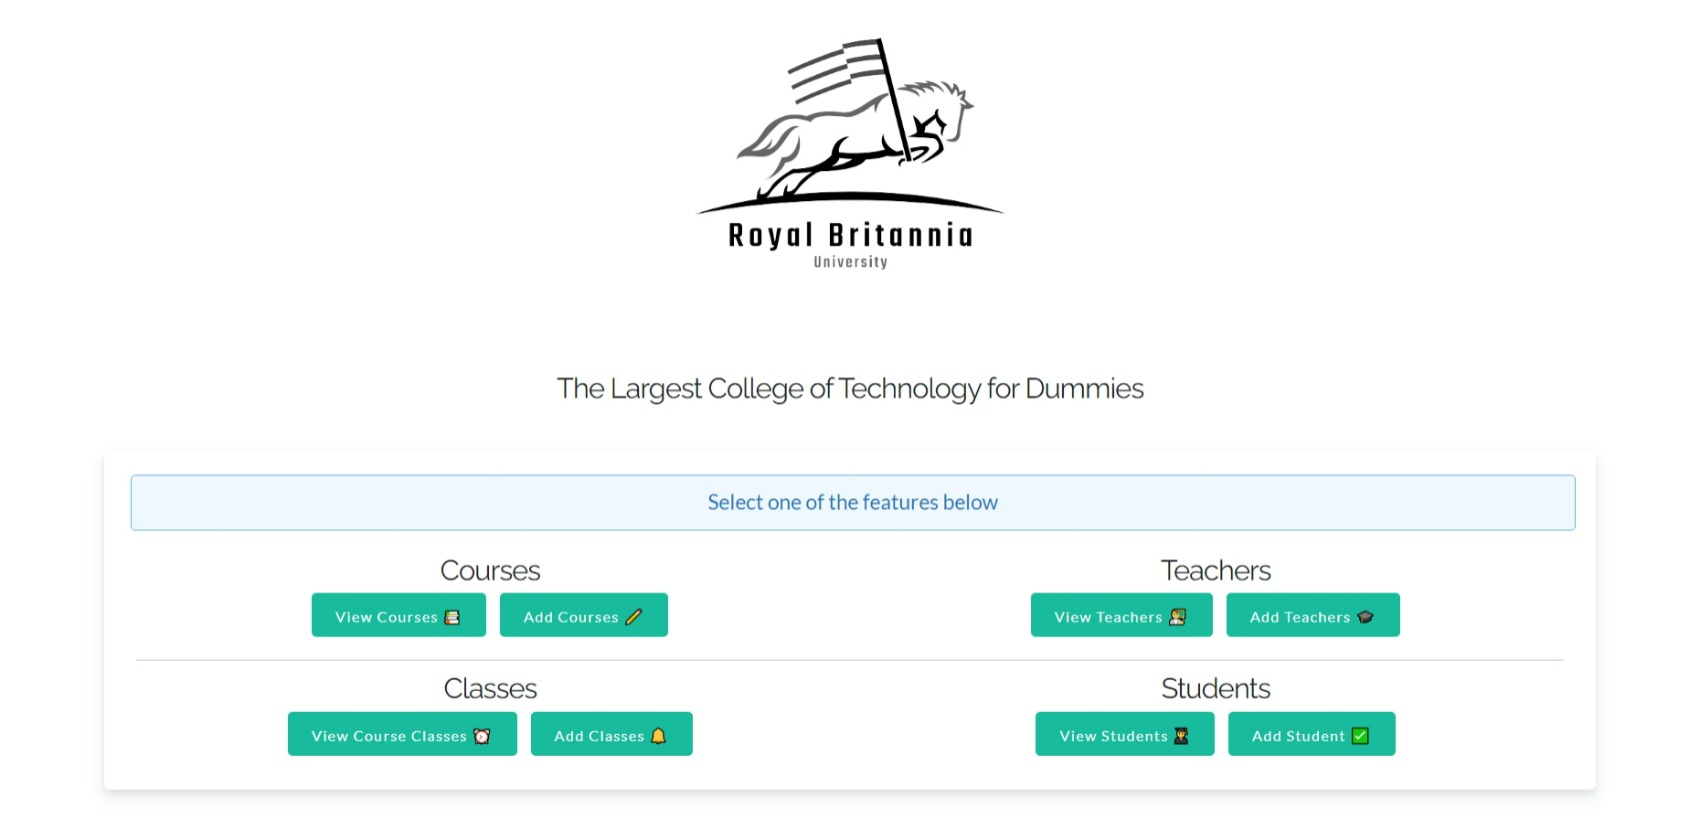 Royal Britannia
University
The Largest College of Technology for Dummies
Select one of the features below
Courses
View Courses
Add Courses
Teachers
View Teachers
Add Teachers
Classes
View Course Classes
Add Classes
Students
View Students
Add Student